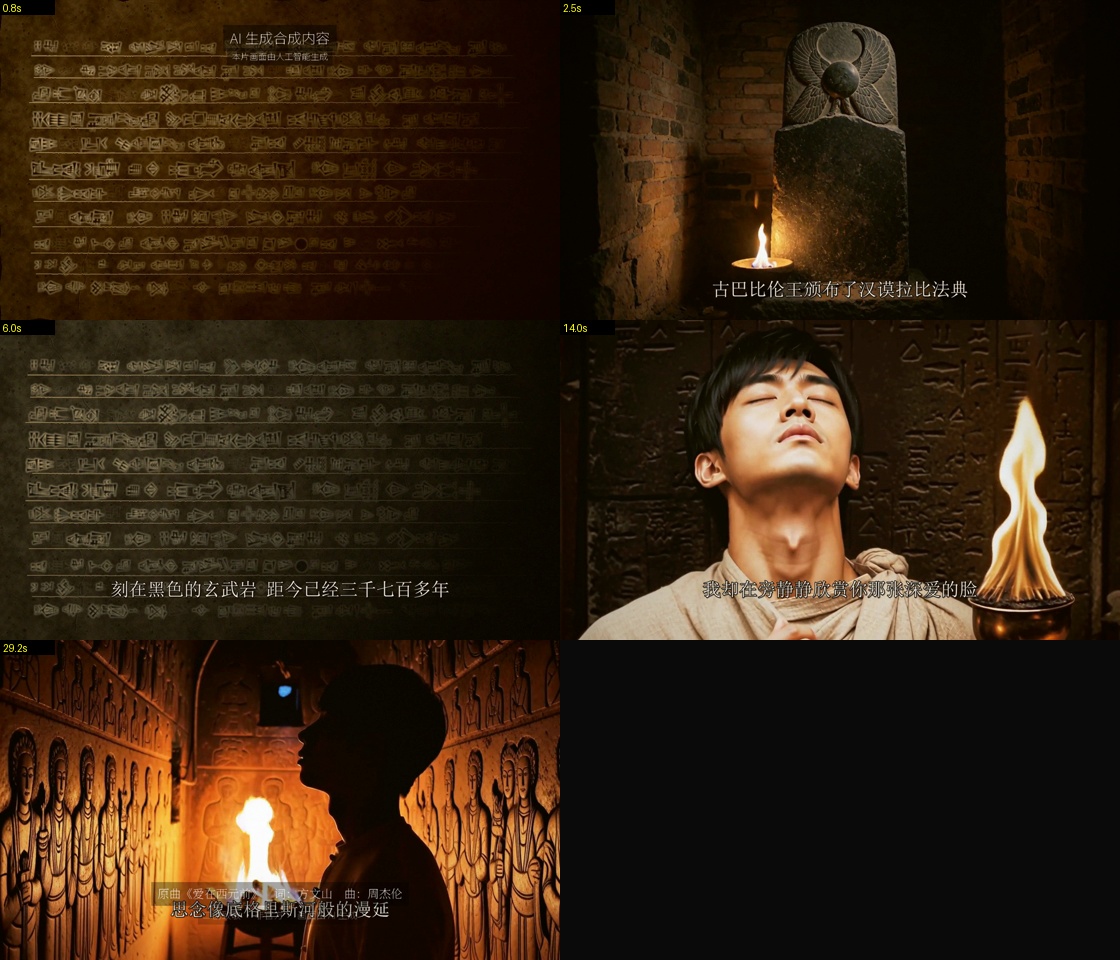 0.8s
AI 生成合成内容
本片画面由人工智能生成
2.5s
古巴比伦王颁布了汉谟拉比法典
6.0s
刻在黑色的玄武岩 距今已经三千七百多年
14.0s
我却在旁静静欣赏你那张深爱的脸
29.2s
原曲《爱在西元前》 词：方文山 曲：周杰伦
思念像底格里斯河般的漫延